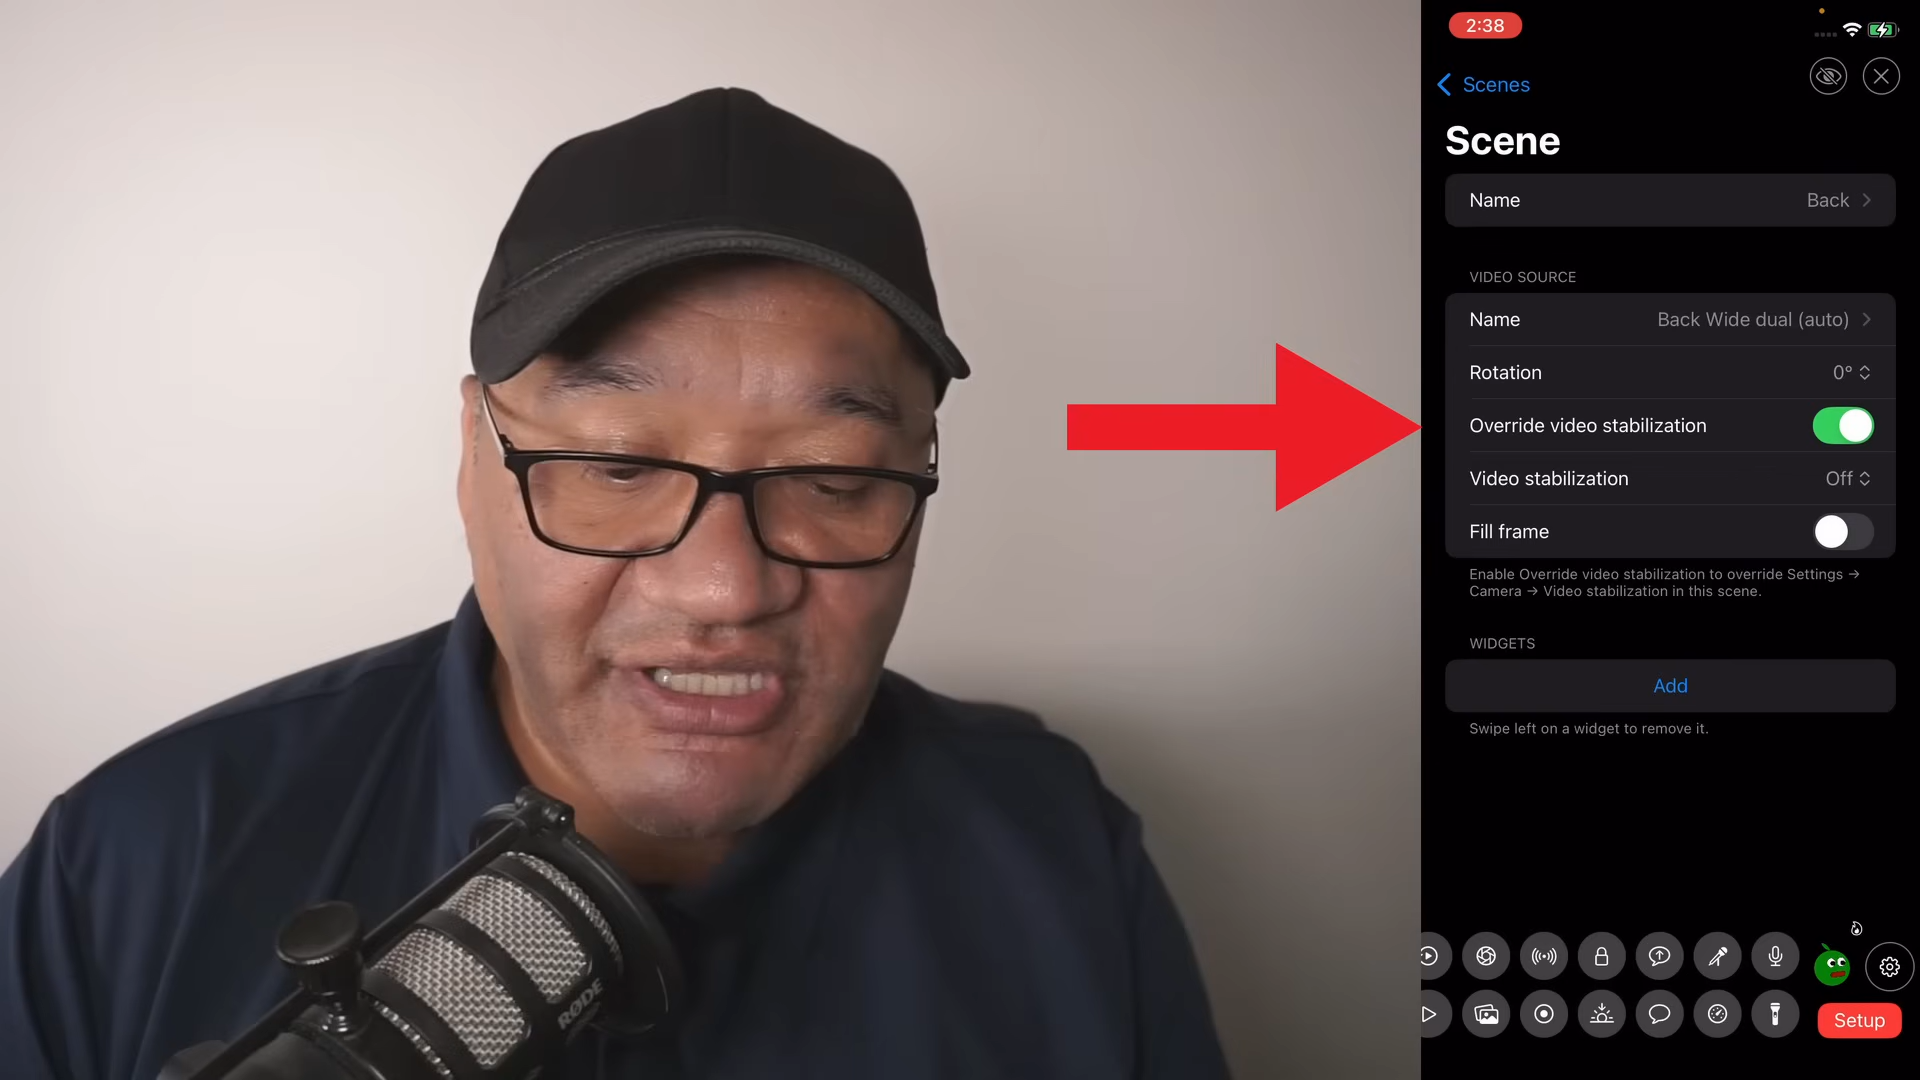 2:38
Scenes
Scene
Name Back
VIDEO SOURCE
Name Back Wide dual (auto)
Rotation 0°
Override video stabilization
Video stabilization Off
Fill frame
Enable Override video stabilization to override Settings →
Camera → Video stabilization in this scene.
WIDGETS
Add
Swipe left on a widget to remove it.
RØDE
Setup